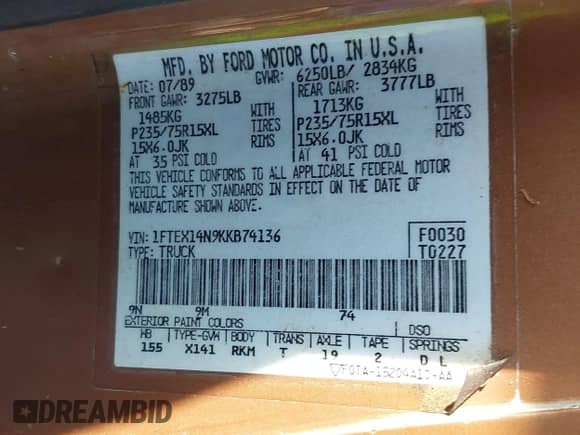 MFD. BY FORD MOTOR CO. IN U.S.A.
DATE: 07/89 GVWR: 6250LB/ 2834KG
FRONT GAWR: 3275LB REAR GAWR: 3777LB
1485KG WITH 1713KG WITH
P235/75R15XL TIRES P235/75R15XL TIRES
15X6.0JK RIMS 15X6.0JK RIMS
AT 35 PSI COLD AT 41 PSI COLD
THIS VEHICLE CONFORMS TO ALL APPLICABLE FEDERAL MOTOR
VEHICLE SAFETY STANDARDS IN EFFECT ON THE DATE OF
MANUFACTURE SHOWN ABOVE.
VIN: 1FTEX14N9KKB74136 F0030
TYPE: TRUCK T0227
9N 9M 74
EXTERIOR PAINT COLORS DSO
WB TYPE-GVW BODY TRANS AXLE TAPE SPRINGS
155 X141 RKM T 19 2 D L
F0TA-15204A10-AA
DREAMBID